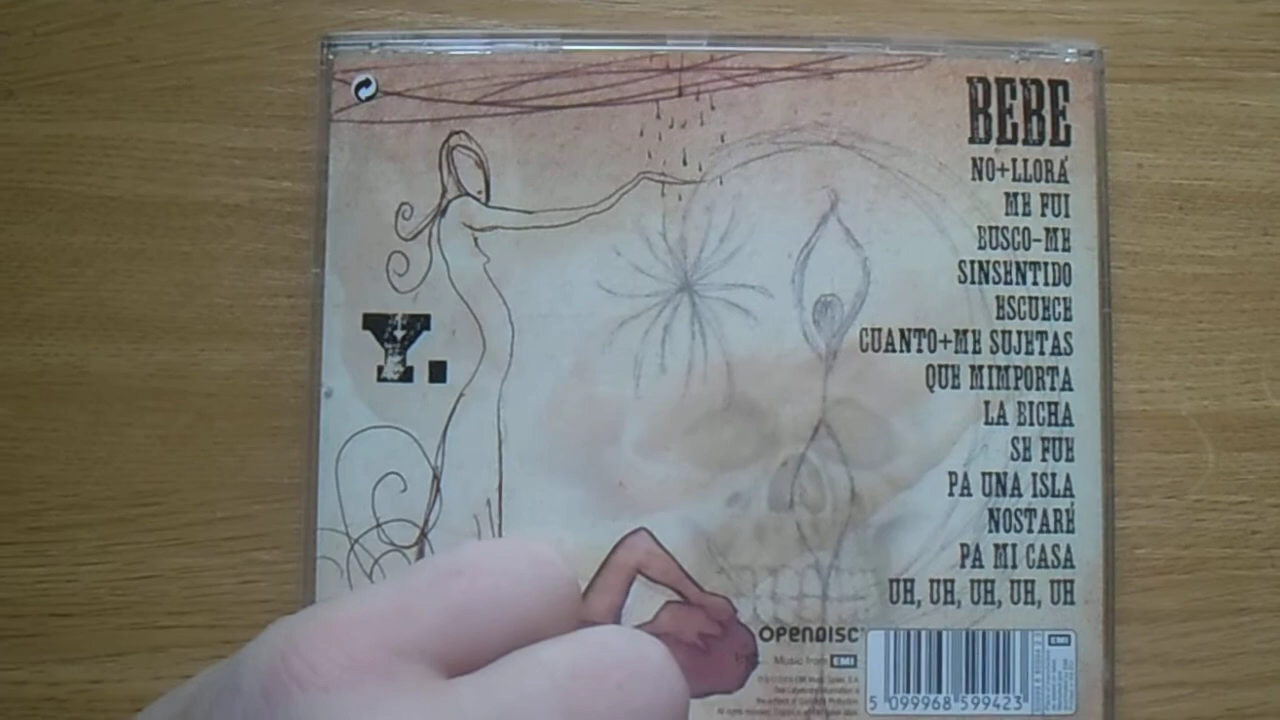 BEBE
NO+LLORÁ
ME FUI
BUSCO-ME
SINSENTIDO
ESCUECE
Y.
CUANTO+ME SUJETAS
QUE MIMPORTA
LA BICHA
SE FUE
PA UNA ISLA
NOSTARÉ
PA MI CASA
UH, UH, UH, UH, UH
OPENDISC
Music from EMI
EMI
5 099968 599423